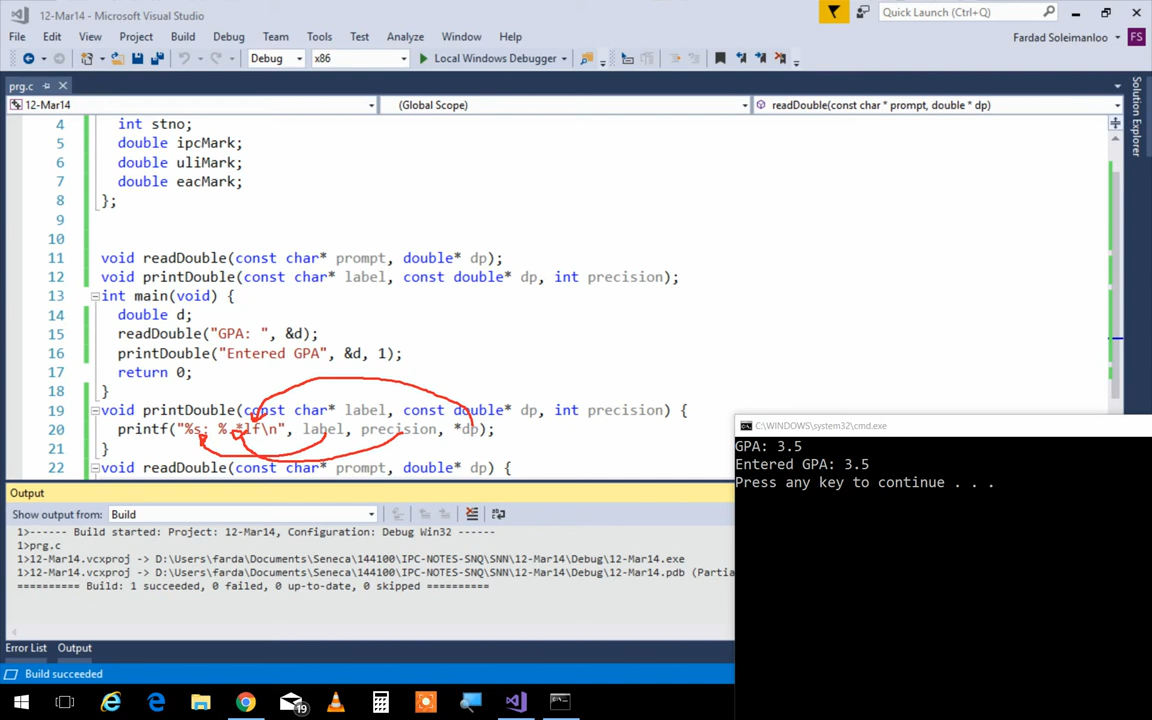 12-Mar14 - Microsoft Visual Studio
Quick Launch (Ctrl+Q)
File Edit View Project Build Debug Team Tools Test Analyze Window Help
Fardad Soleimanloo FS
Debug x86 Local Windows Debugger
prg.c
12-Mar14 (Global Scope) readDouble(const char * prompt, double * dp)
Solution Explorer
4 int stno;
5 double ipcMark;
6 double uliMark;
7 double eacMark;
8 };
9
10
11 void readDouble(const char* prompt, double* dp);
12 void printDouble(const char* label, const double* dp, int precision);
13 int main(void) {
14 double d;
15 readDouble("GPA: ", &d);
16 printDouble("Entered GPA", &d, 1);
17 return 0;
18 }
19 void printDouble(const char* label, const double* dp, int precision) {
20 printf("%s: %.*lf\n", label, precision, *dp);
21 }
22 void readDouble(const char* prompt, double* dp) {
Output
Show output from: Build
1>------ Build started: Project: 12-Mar14, Configuration: Debug Win32 ------
1>prg.c
1>12-Mar14.vcxproj -> D:\Users\farda\Documents\Seneca\144100\IPC-NOTES-SNQ\SNN\12-Mar14\Debug\12-Mar14.exe
1>12-Mar14.vcxproj -> D:\Users\farda\Documents\Seneca\144100\IPC-NOTES-SNQ\SNN\12-Mar14\Debug\12-Mar14.pdb (Partia
========== Build: 1 succeeded, 0 failed, 0 up-to-date, 0 skipped ==========
C:\WINDOWS\system32\cmd.exe
GPA: 3.5
Entered GPA: 3.5
Press any key to continue . . .
Error List Output
Build succeeded
19